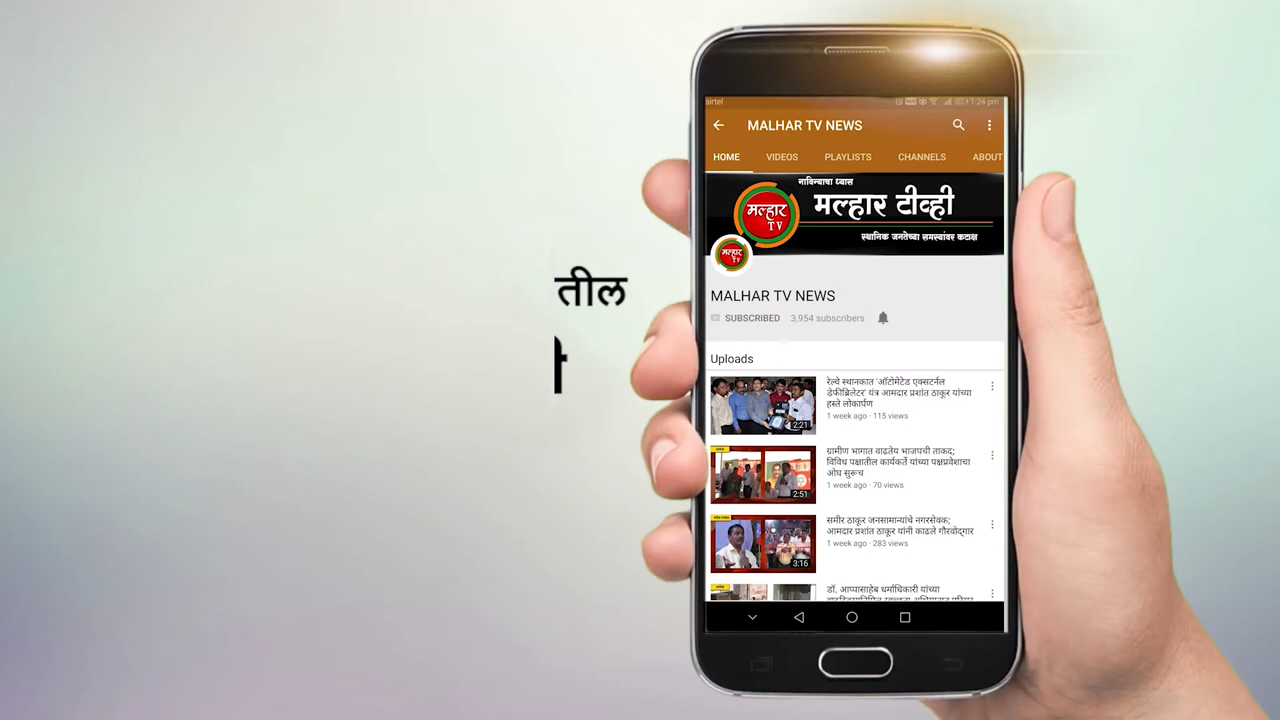 तील
airtel
1:24 pm
MALHAR TV NEWS
HOME VIDEOS PLAYLISTS CHANNELS ABOUT
नाविन्याचा ध्यास
मल्हार TV
मल्हार टीव्ही
स्थानिक जनतेच्या समस्यांवर कटाक्ष
मल्हार TV
MALHAR TV NEWS
SUBSCRIBED 3,954 subscribers
Uploads
रेल्वे स्थानकात 'ऑटोमेटेड एक्सटर्नल
डेफीब्रिलेटर' यंत्र आमदार प्रशांत ठाकूर यांच्या
हस्ते लोकार्पण
1 week ago · 115 views
2:21
ग्रामीण भागात वाढतेय भाजपची ताकद;
विविध पक्षातील कार्यकर्ते यांच्या पक्षप्रवेशाचा
ओघ सुरूच
1 week ago · 70 views
2:51
समीर ठाकूर जनसामान्यांचे नगरसेवक;
आमदार प्रशांत ठाकूर यांनी काढले गौरवोद्गार
1 week ago · 283 views
3:16
डॉ. आप्पासाहेब धर्माधिकारी यांच्या